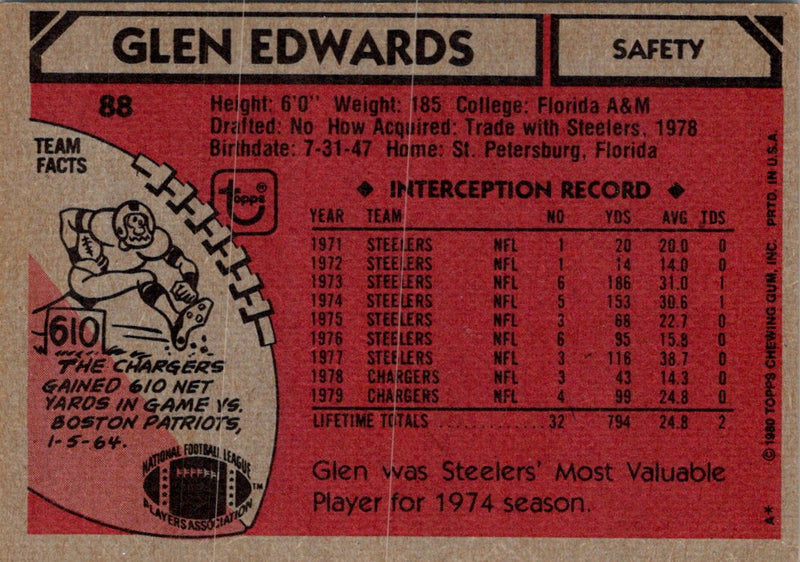 GLEN EDWARDS
SAFETY
88
Height: 6'0" Weight: 185 College: Florida A&M
Drafted: No How Acquired: Trade with Steelers, 1978
Birthdate: 7-31-47 Home: St. Petersburg, Florida
TEAM
FACTS
topps®
610
THE CHARGERS
GAINED 610 NET
YARDS IN GAME VS.
BOSTON PATRIOTS,
1-5-64.
NATIONAL FOOTBALL LEAGUE
PLAYERS ASSOCIATION
TM
◆ INTERCEPTION RECORD ◆
YEAR TEAM NO YDS AVG TDS
1971 STEELERS NFL 1 20 20.0 0
1972 STEELERS NFL 1 14 14.0 0
1973 STEELERS NFL 6 186 31.0 1
1974 STEELERS NFL 5 153 30.6 1
1975 STEELERS NFL 3 68 22.7 0
1976 STEELERS NFL 6 95 15.8 0
1977 STEELERS NFL 3 116 38.7 0
1978 CHARGERS NFL 3 43 14.3 0
1979 CHARGERS NFL 4 99 24.8 0
LIFETIME TOTALS ............ 32 794 24.8 2
Glen was Steelers' Most Valuable
Player for 1974 season.
A* © 1980 TOPPS CHEWING GUM, INC. PRTD. IN U.S.A.